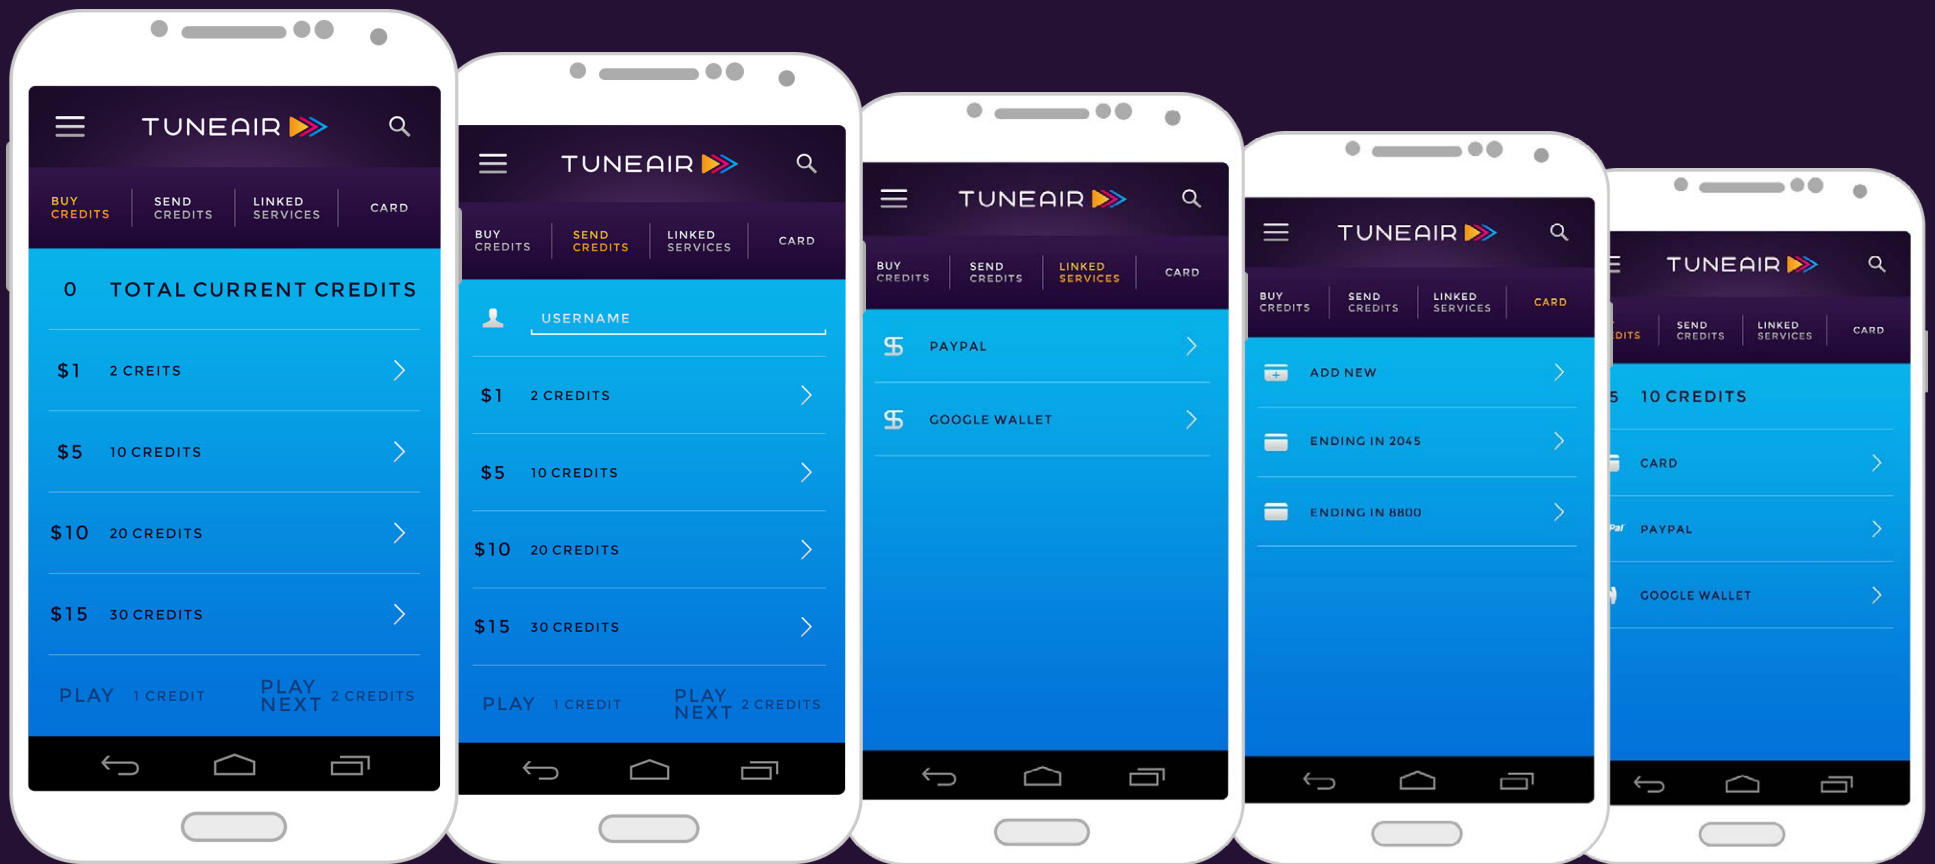 TUNEAIR
BUY
CREDITS
SEND
CREDITS
LINKED
SERVICES
CARD
0 TOTAL CURRENT CREDITS
$1 2 CREITS
$5 10 CREDITS
$10 20 CREDITS
$15 30 CREDITS
PLAY 1 CREDIT
PLAY
NEXT 2 CREDITS
TUNEAIR
BUY
CREDITS
SEND
CREDITS
LINKED
SERVICES
CARD
USERNAME
$1 2 CREDITS
$5 10 CREDITS
$10 20 CREDITS
$15 30 CREDITS
PLAY 1 CREDIT
PLAY
NEXT 2 CREDITS
TUNEAIR
BUY
CREDITS
SEND
CREDITS
LINKED
SERVICES
CARD
PAYPAL
GOOGLE WALLET
TUNEAIR
BUY
CREDITS
SEND
CREDITS
LINKED
SERVICES
CARD
ADD NEW
ENDING IN 2045
ENDING IN 8800
TUNEAIR
DITS
SEND
CREDITS
LINKED
SERVICES
CARD
5 10 CREDITS
CARD
Pal PAYPAL
GOOGLE WALLET